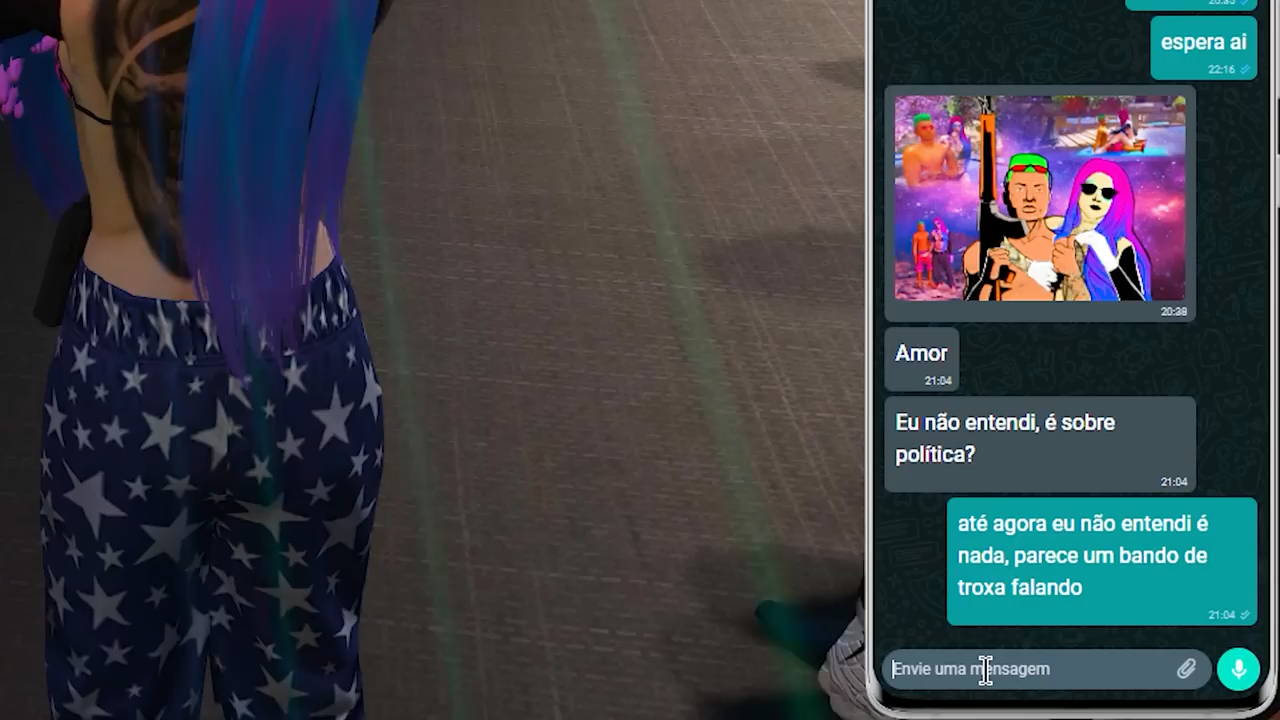 espera ai
22:16
20:38
Amor
21:04
Eu não entendi, é sobre
política?
21:04
até agora eu não entendi é
nada, parece um bando de
troxa falando
21:04
Envie uma mensagem